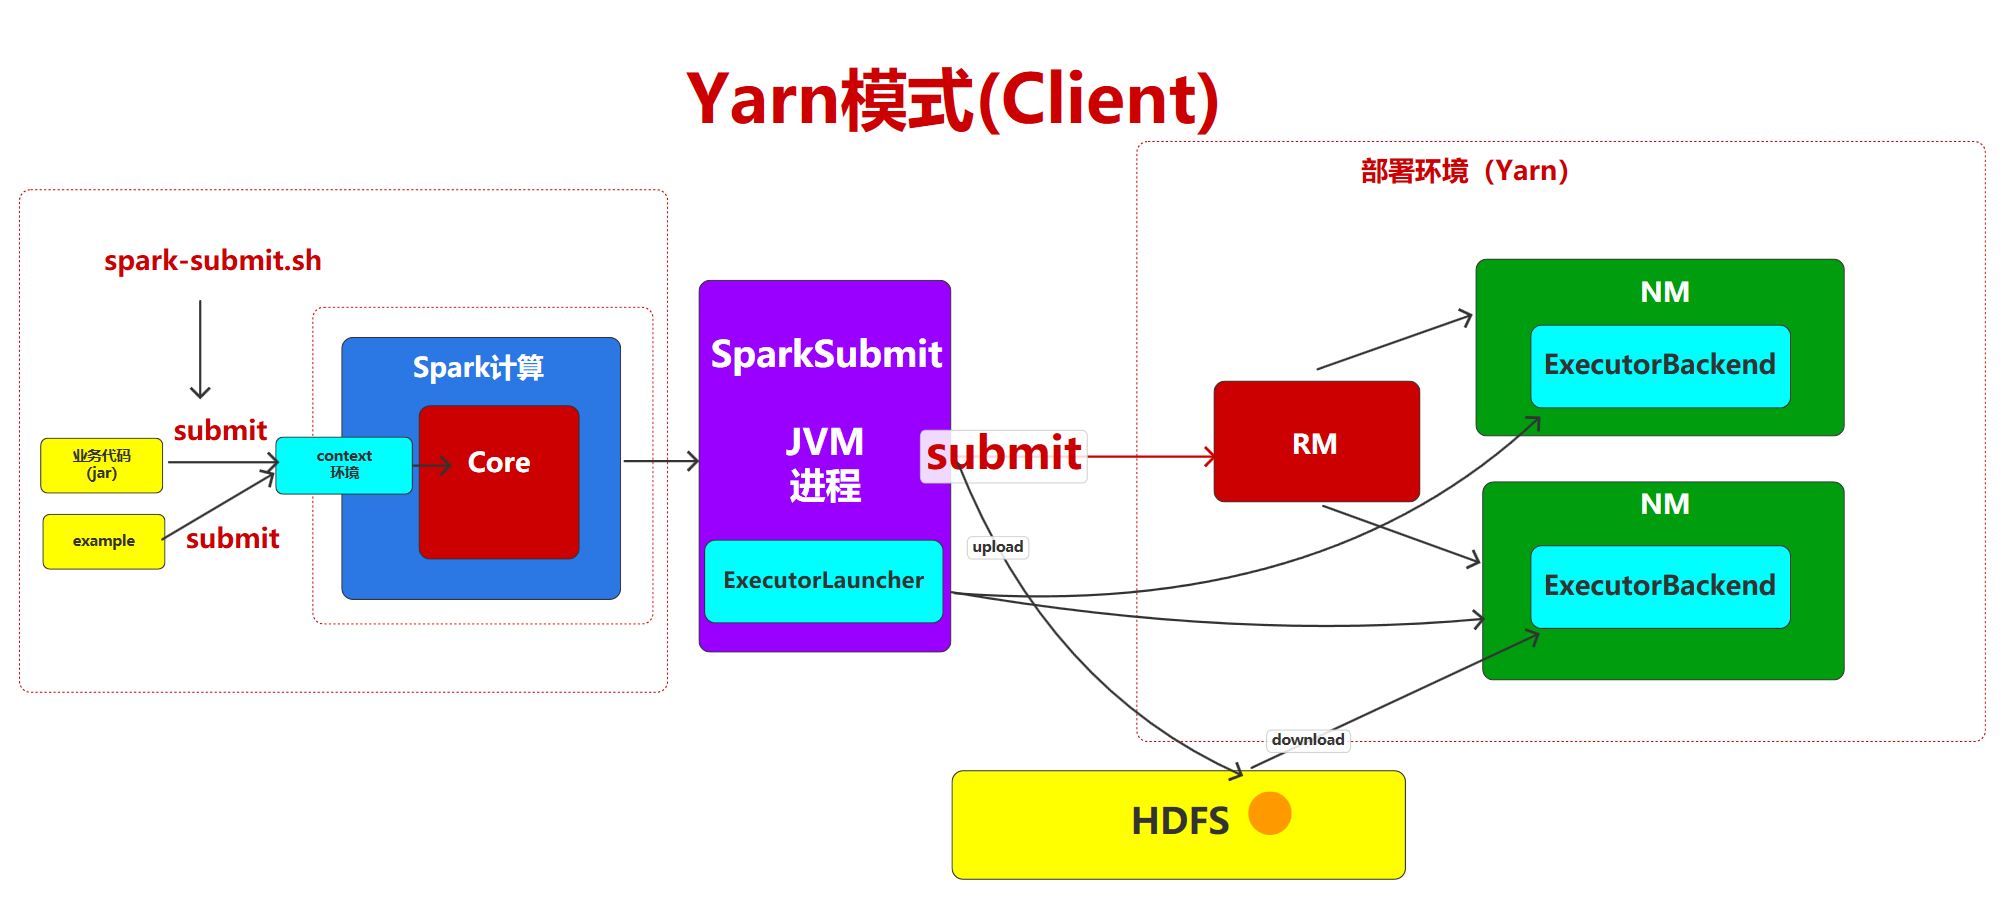 Yarn模式(Client)
部署环境（Yarn）
spark-submit.sh
submit
业务代码
(jar)
example
submit
context
环境
Spark计算
Core
SparkSubmit
JVM
进程
ExecutorLauncher
submit
upload
RM
NM
ExecutorBackend
NM
ExecutorBackend
download
HDFS